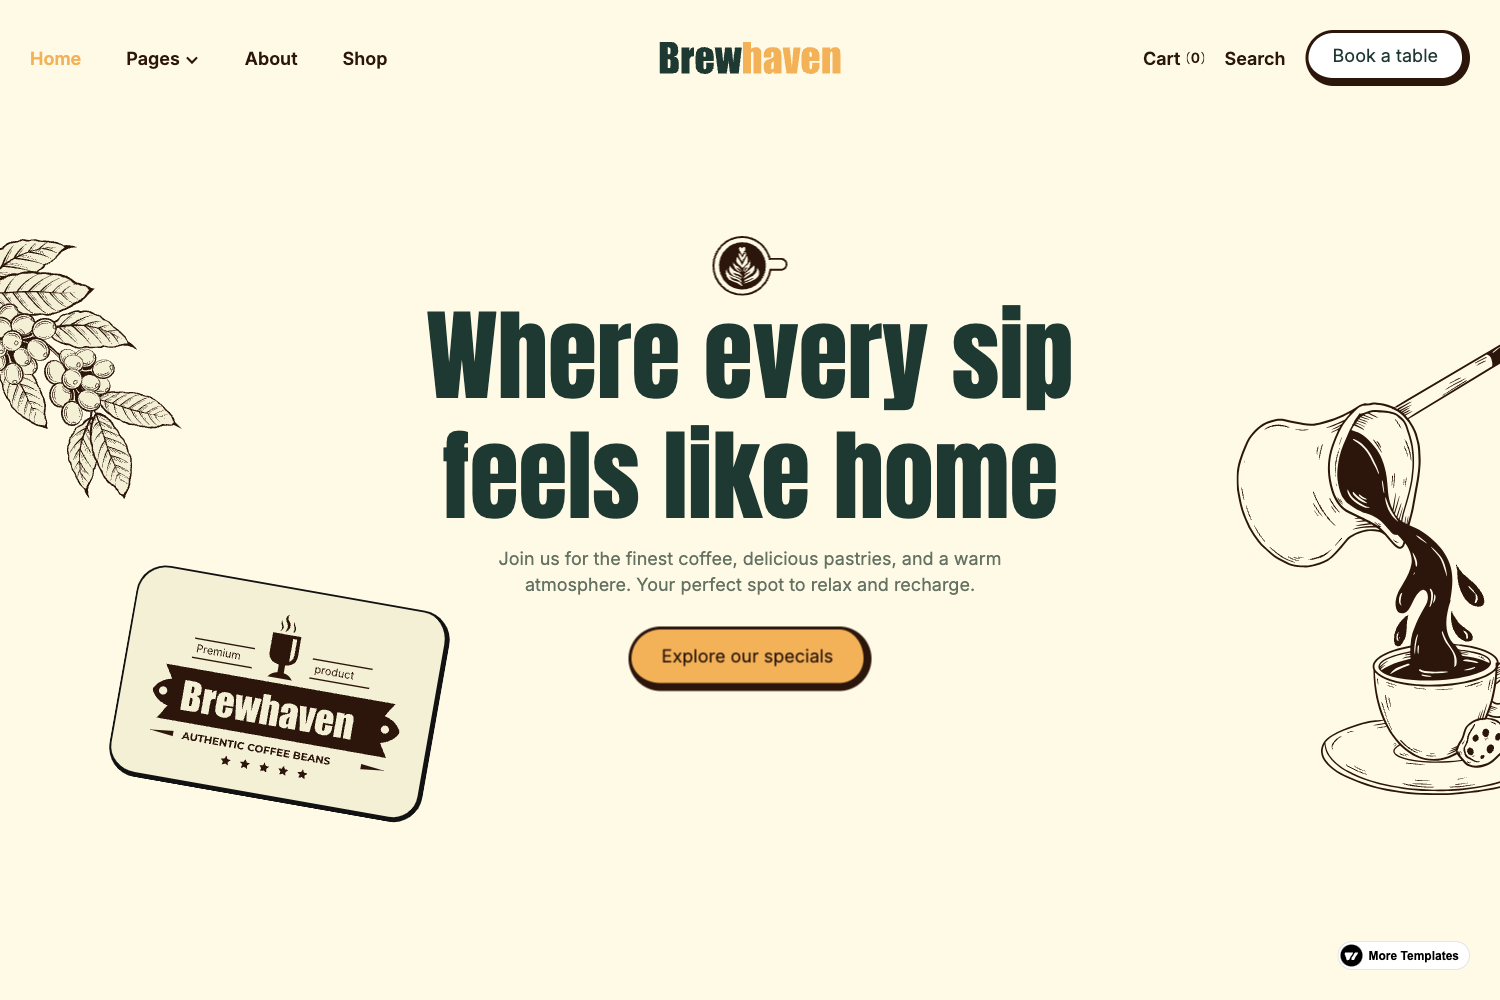 Home
Pages
About
Shop
Brewhaven
Cart (0)
Search
Book a table
Where every sip
feels like home
Join us for the finest coffee, delicious pastries, and a warm
atmosphere. Your perfect spot to relax and recharge.
Explore our specials
Premium
product
Brewhaven
AUTHENTIC COFFEE BEANS
More Templates